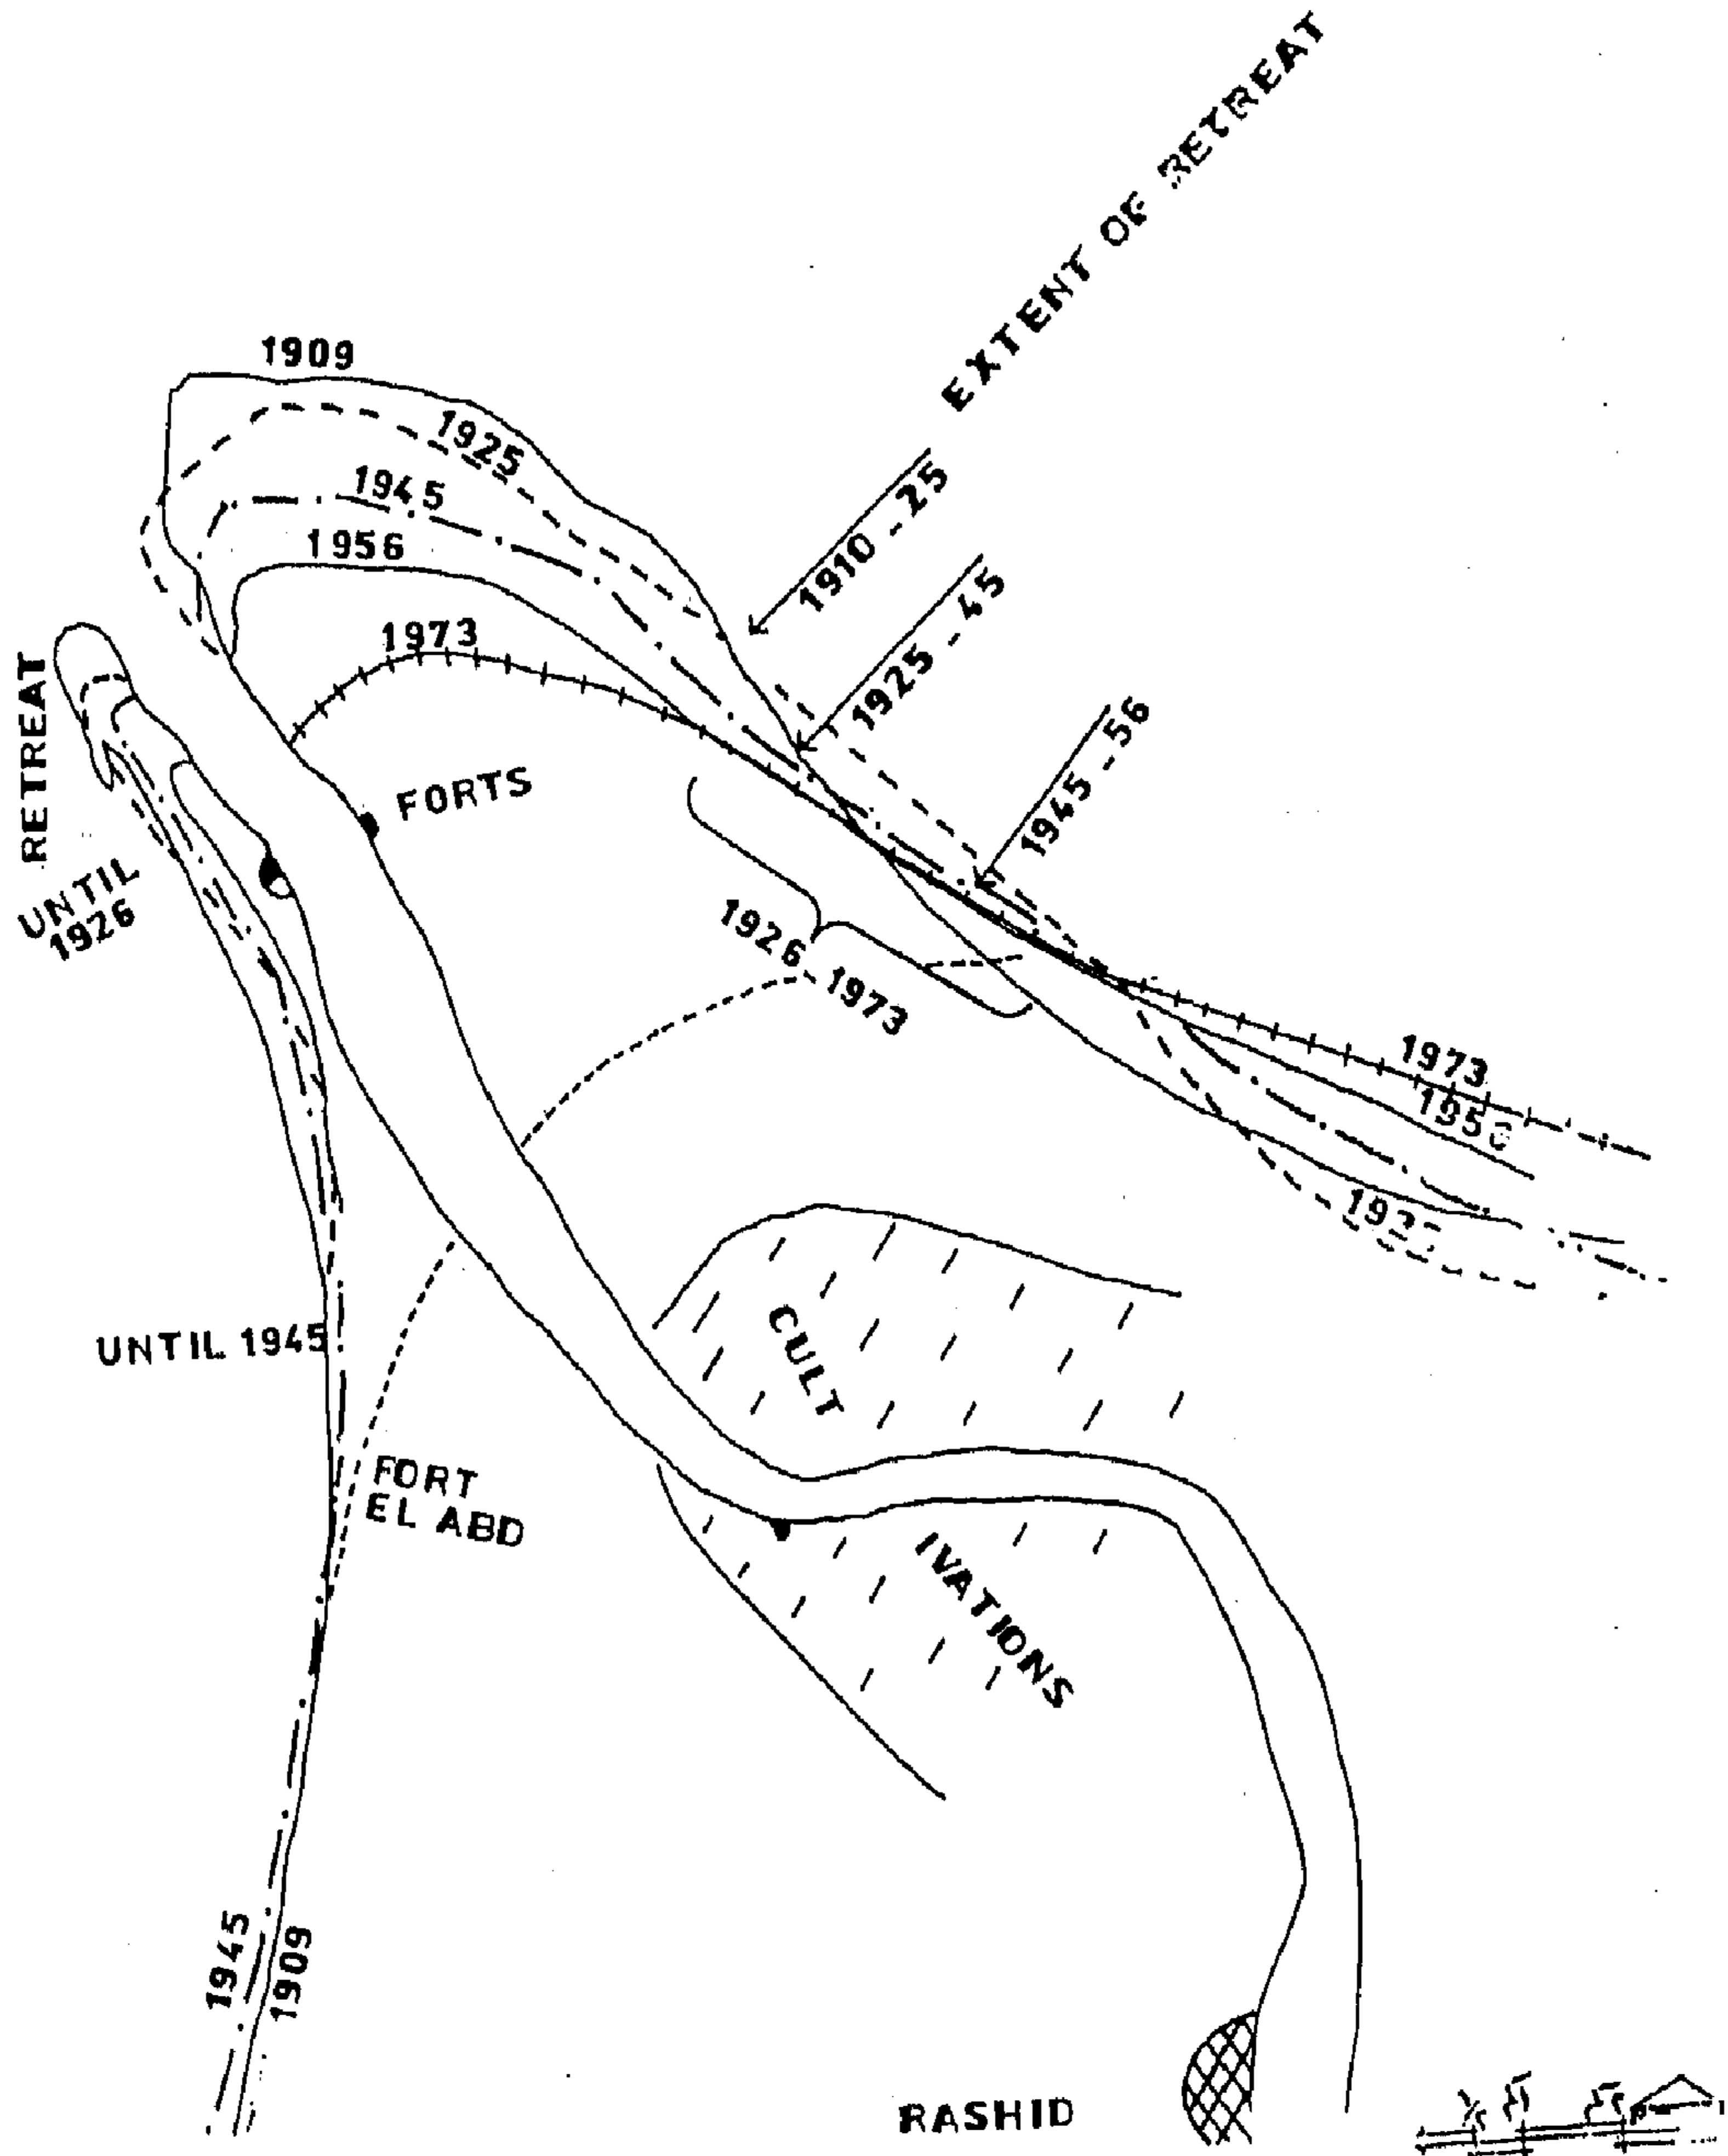 EXTENT OF RETREAT
1909
1925
1945
1956
1973
1910 - 25
1925 - 45
1945 - 56
RETREAT
UNTIL
1926
FORTS
1926 - 1973
1973
UNTIL 1945
CULT
IVATIONS
FORT
EL ABD
1945
1909
RASHID